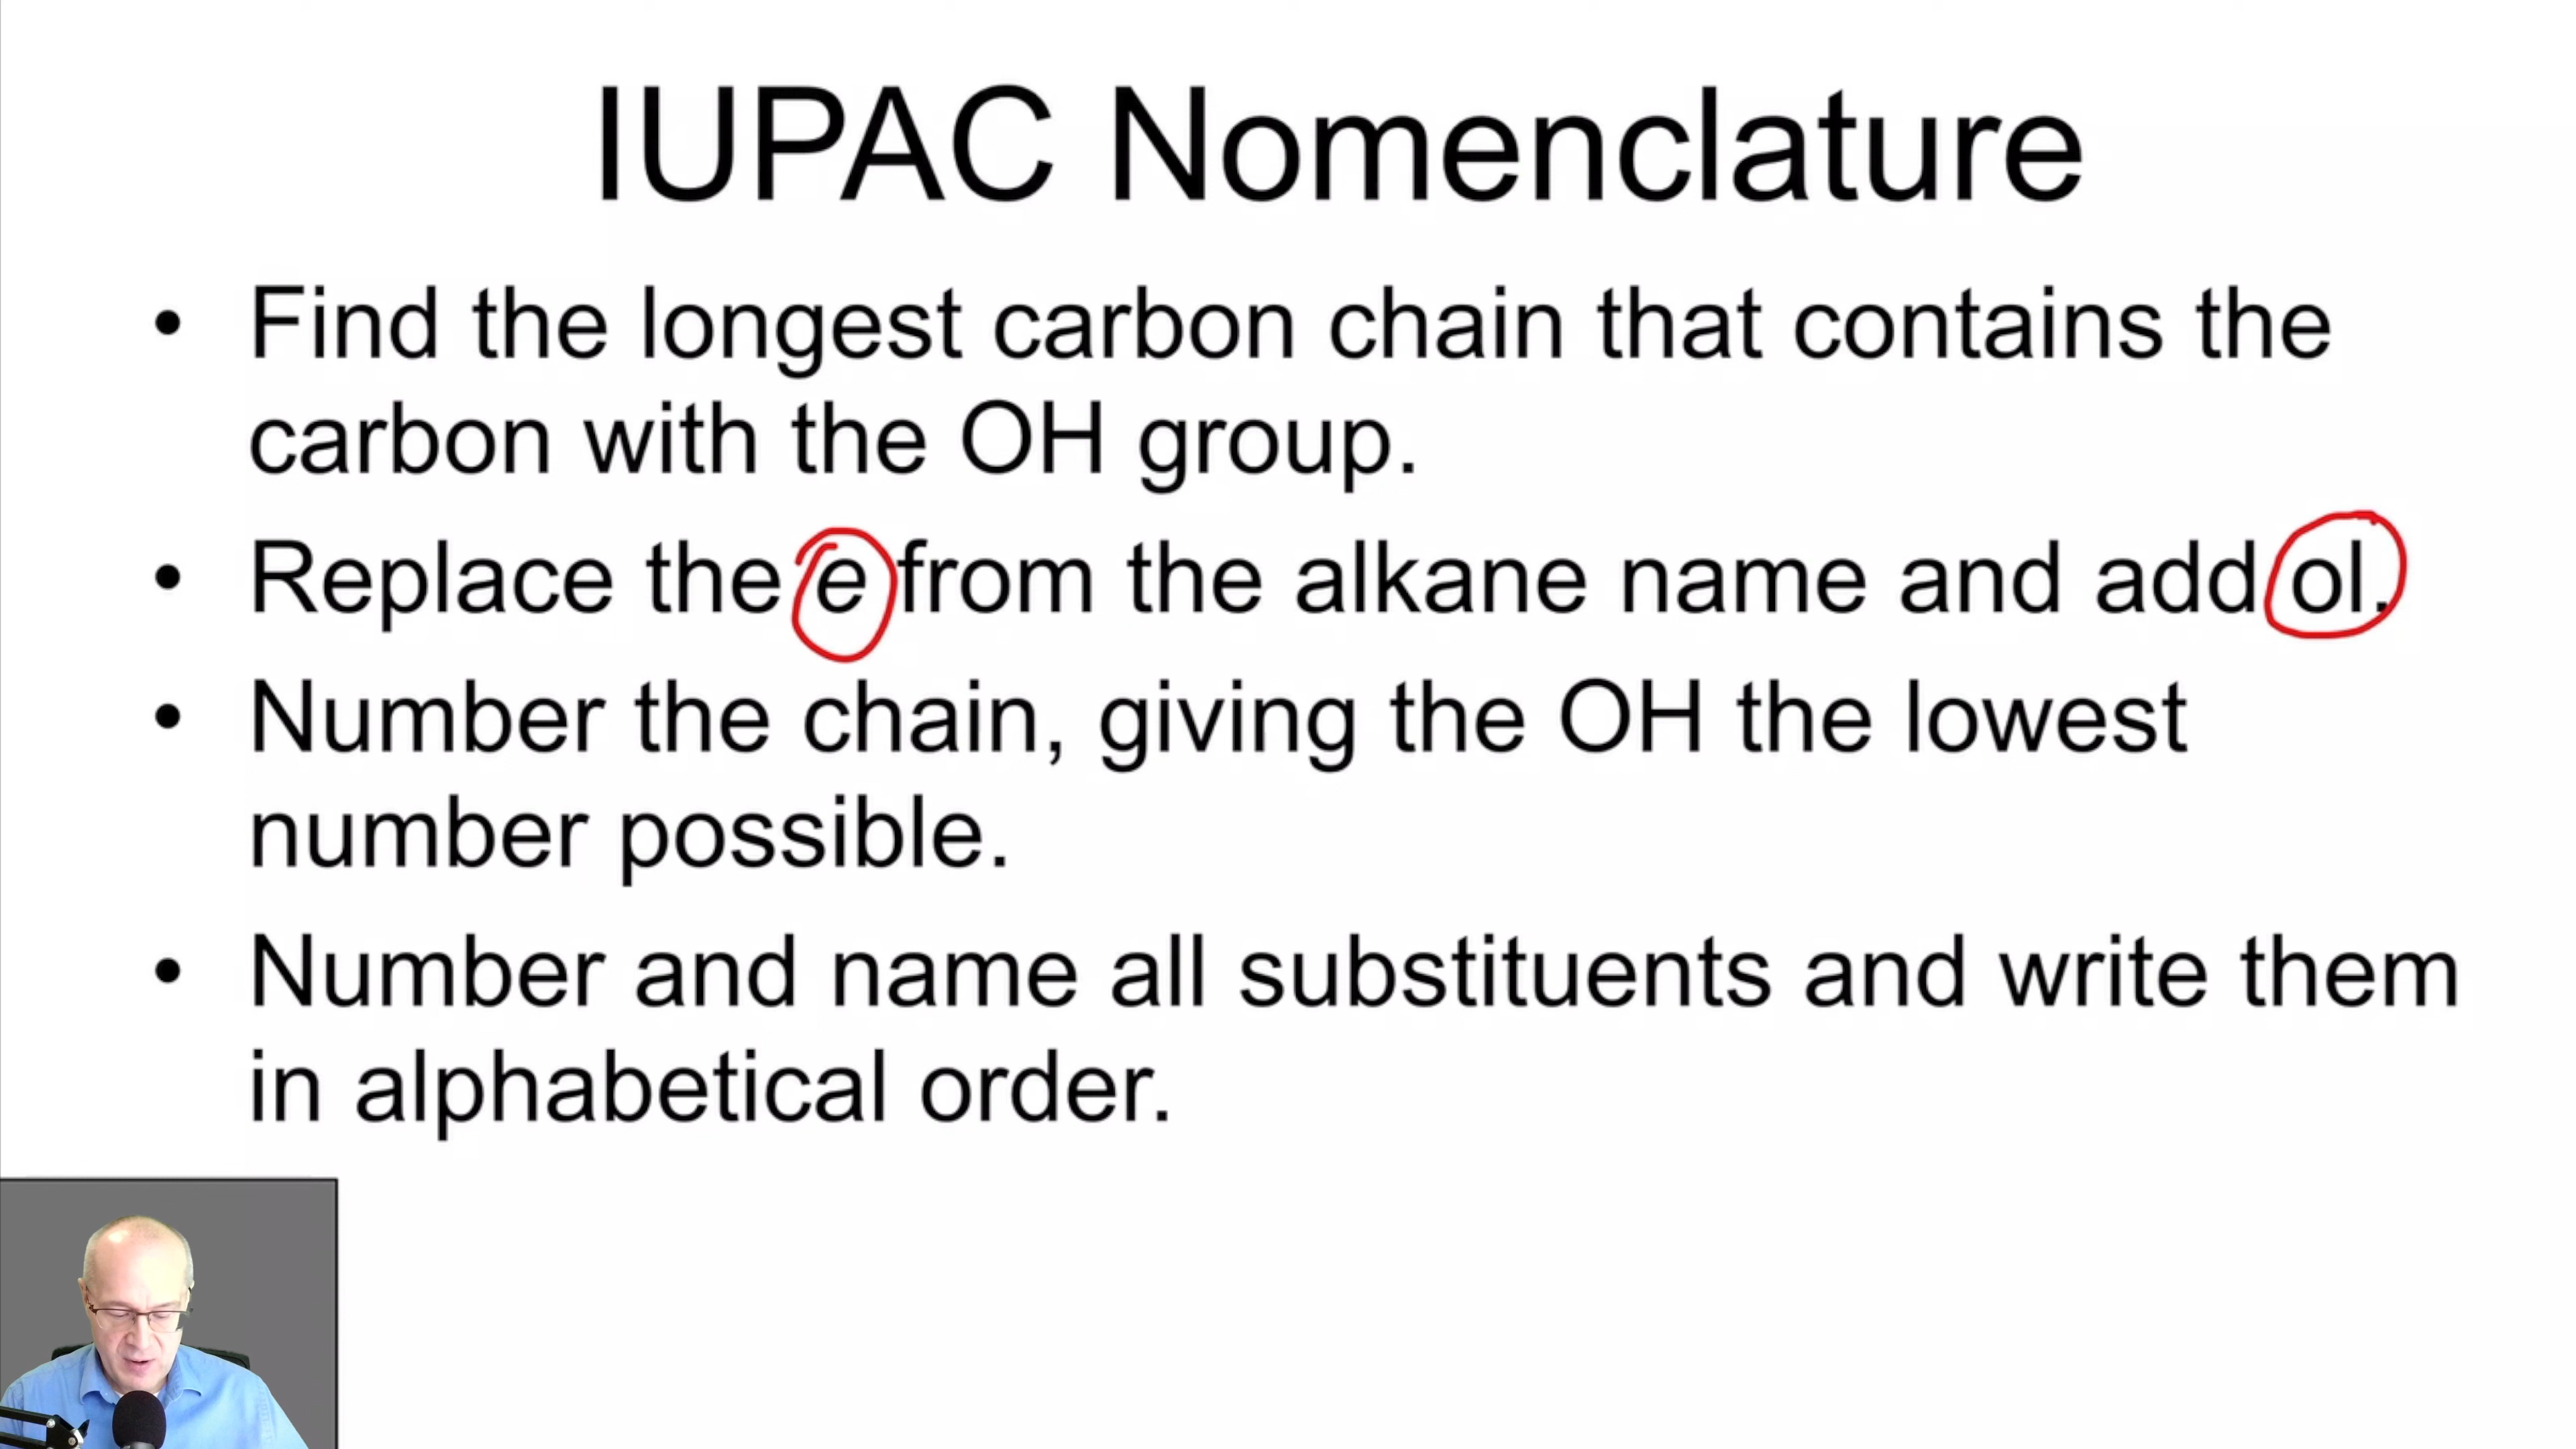 IUPAC Nomenclature
• Find the longest carbon chain that contains the
carbon with the OH group.
• Replace the e from the alkane name and add ol.
• Number the chain, giving the OH the lowest
number possible.
• Number and name all substituents and write them
in alphabetical order.